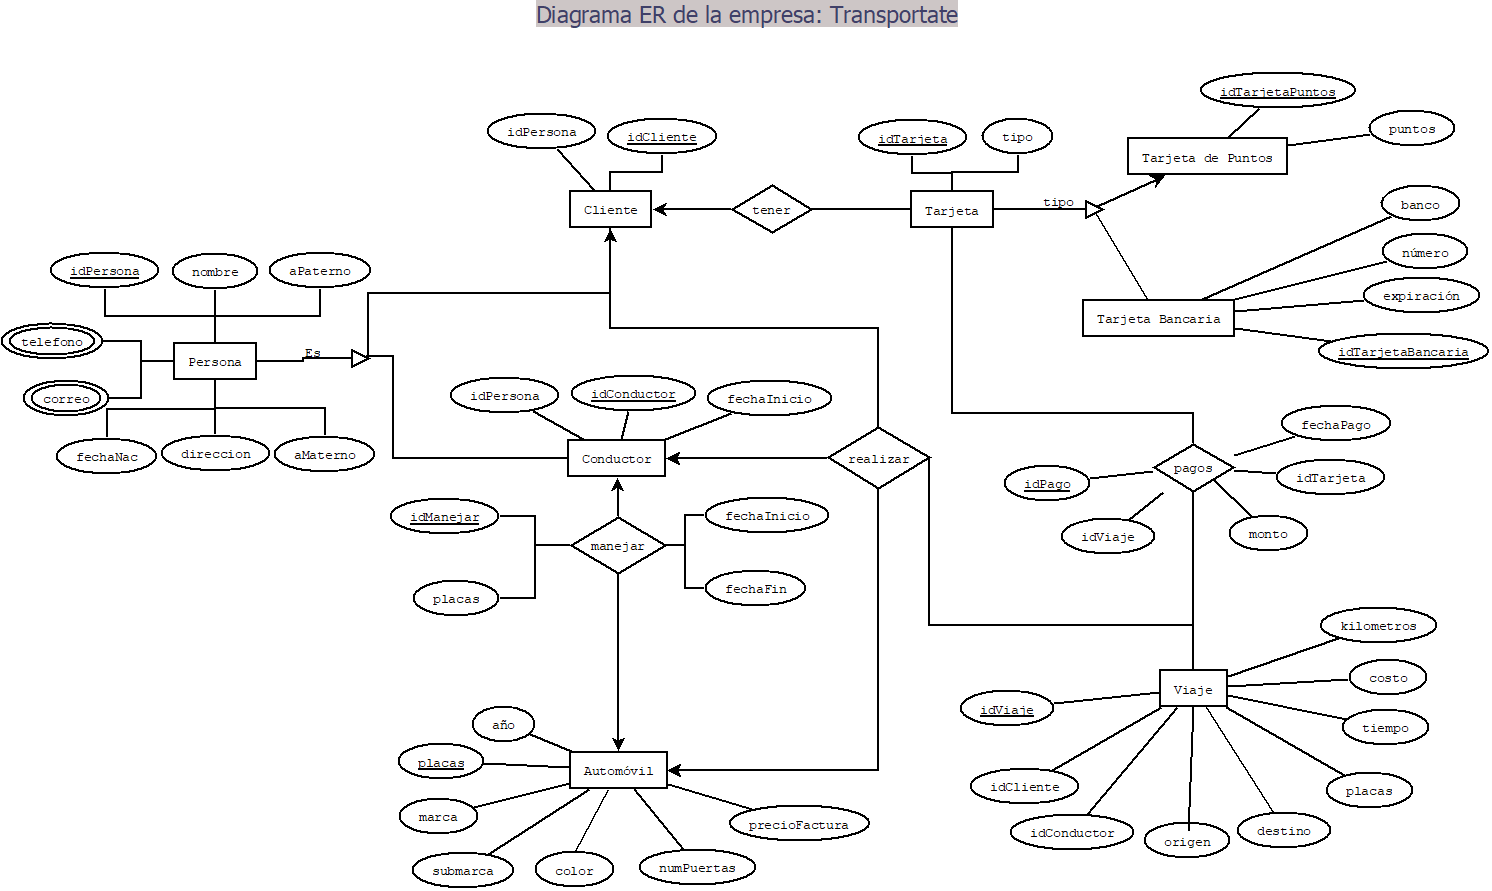 Diagrama ER de la empresa: Transportate
idTarjetaPuntos
idPersona
idCliente
idTarjeta
tipo
puntos
Tarjeta de Puntos
Cliente
tener
Tarjeta
tipo
banco
número
expiración
Tarjeta Bancaria
idTarjetaBancaria
idPersona
nombre
aPaterno
telefono
Persona
Es
correo
fechaNac
direccion
aMaterno
idPersona
idConductor
fechaInicio
Conductor
realizar
fechaPago
pagos
idPago
idTarjeta
idViaje
monto
idManejar
manejar
fechaInicio
placas
fechaFin
kilometros
costo
Viaje
idViaje
tiempo
idCliente
placas
idConductor
origen
destino
año
placas
Automóvil
marca
precioFactura
submarca
color
numPuertas